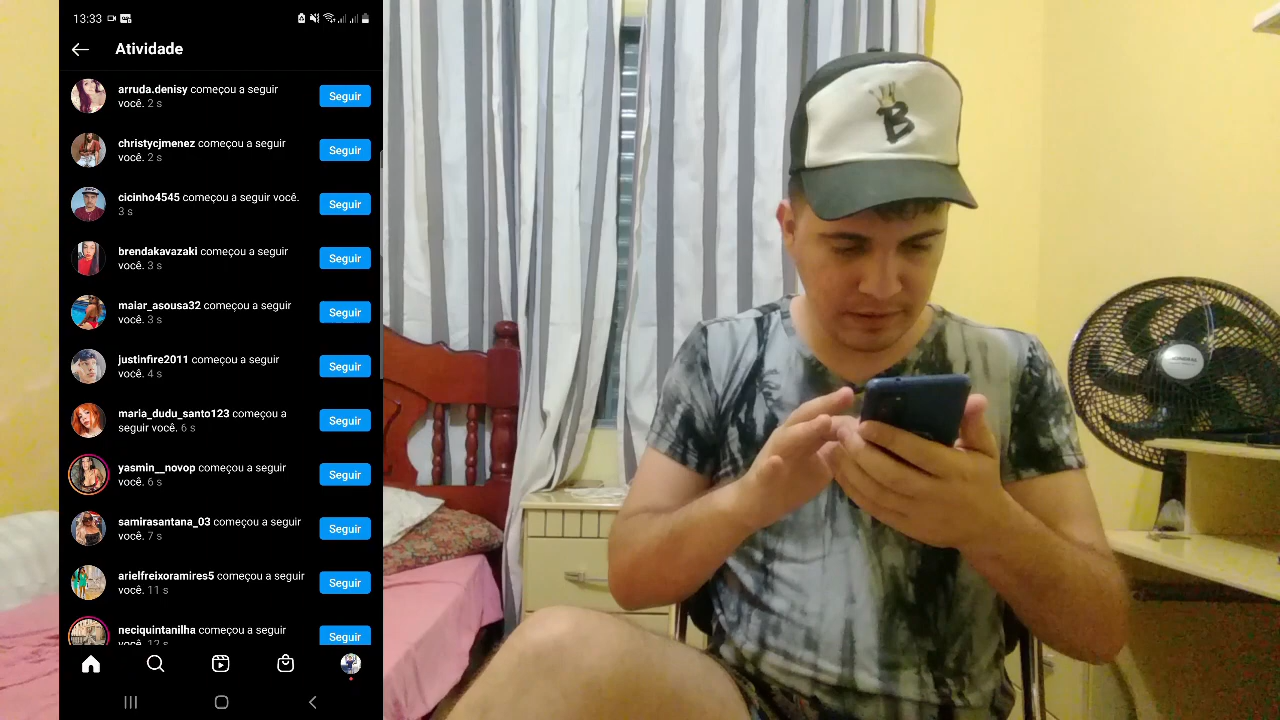 13:33
Atividade
arruda.denisy começou a seguir
você. 2 s
Seguir
christycjmenez começou a seguir
você. 2 s
Seguir
cicinho4545 começou a seguir você.
3 s
Seguir
brendakavazaki começou a seguir
você. 3 s
Seguir
maiar_asousa32 começou a seguir
você. 3 s
Seguir
justinfire2011 começou a seguir
você. 4 s
Seguir
maria_dudu_santo123 começou a
seguir você. 6 s
Seguir
yasmin__novop começou a seguir
você. 6 s
Seguir
samirasantana_03 começou a seguir
você. 7 s
Seguir
arielfreixoramires5 começou a seguir
você. 11 s
Seguir
neciquintanilha começou a seguir
você. 12 s
Seguir
B
MONDIAL